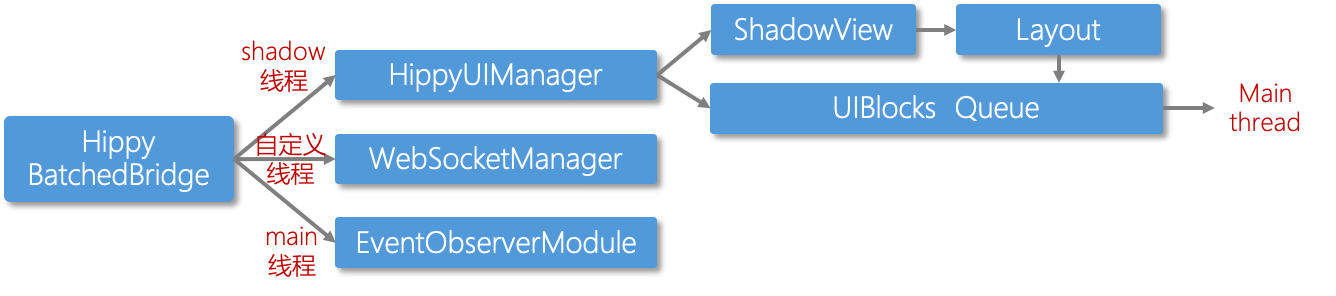 Hippy
BatchedBridge
shadow
线程
HippyUIManager
ShadowView
Layout
UIBlocks Queue
Main
thread
自定义
线程
WebSocketManager
main
线程
EventObserverModule